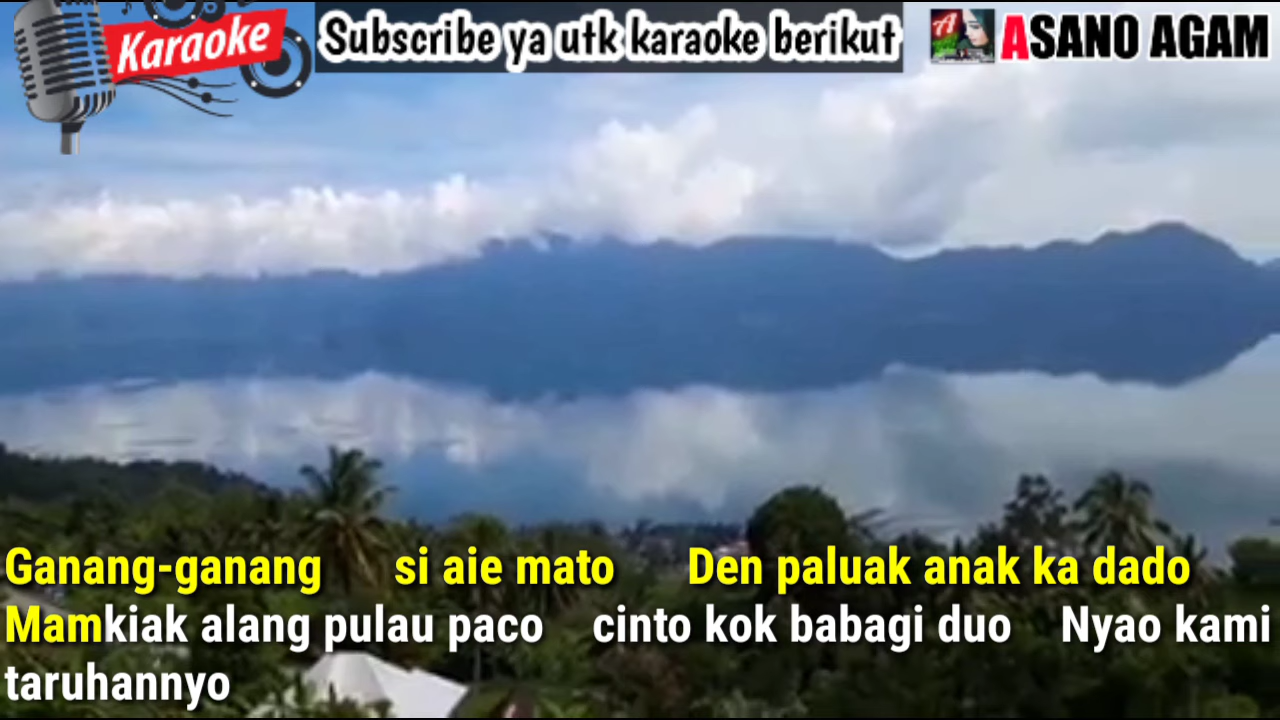 Karaoke
Subscribe ya utk karaoke berikut
A
ASANO AGAM
Ganang-ganang si aie mato Den paluak anak ka dado
Mamkiak alang pulau paco cinto kok babagi duo Nyao kami
taruhannyo